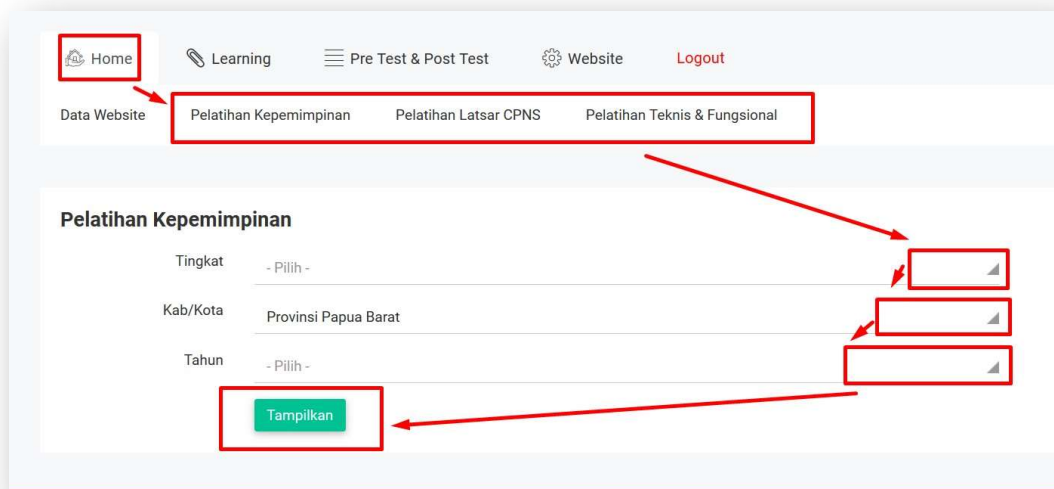 Home Learning Pre Test & Post Test Website Logout
Data Website Pelatihan Kepemimpinan Pelatihan Latsar CPNS Pelatihan Teknis & Fungsional
Pelatihan Kepemimpinan
Tingkat - Pilih -
Kab/Kota Provinsi Papua Barat
Tahun - Pilih -
Tampilkan